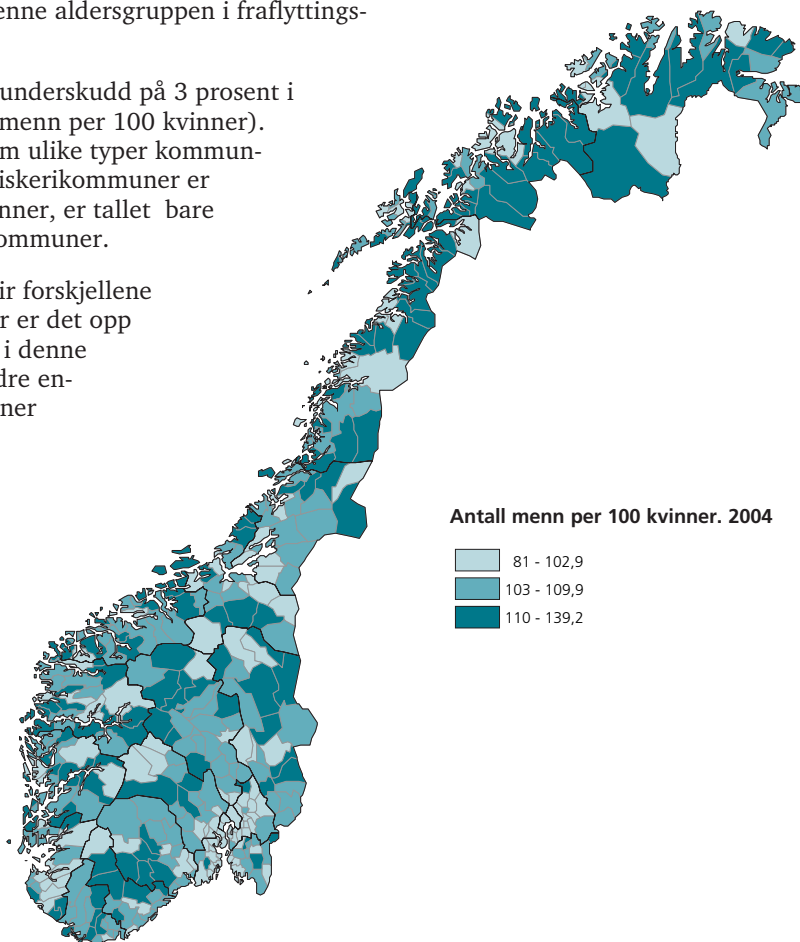 enne aldersgruppen i fraflyttings-
underskudd på 3 prosent i
menn per 100 kvinner).
m ulike typer kommun-
iskerikommuner er
nner, er tallet bare
ommuner.
ir forskjellene
r er det opp
i denne
dre en-
ner
Antall menn per 100 kvinner. 2004
81 - 102,9
103 - 109,9
110 - 139,2